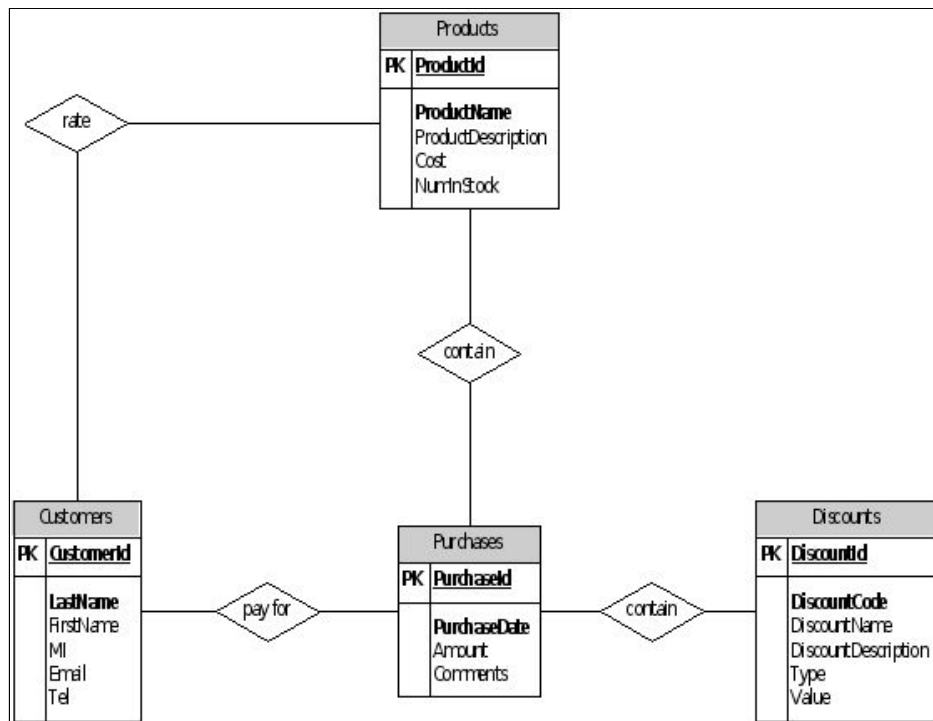 Products
PK ProductId
ProductName
ProductDescription
Cost
NumInStock
rate
contain
Customers
PK CustomerId
LastName
FirstName
MI
Email
Tel
pay for
Purchases
PK PurchaseId
PurchaseDate
Amount
Comments
contain
Discounts
PK DiscountId
DiscountCode
DiscountName
DiscountDescription
Type
Value